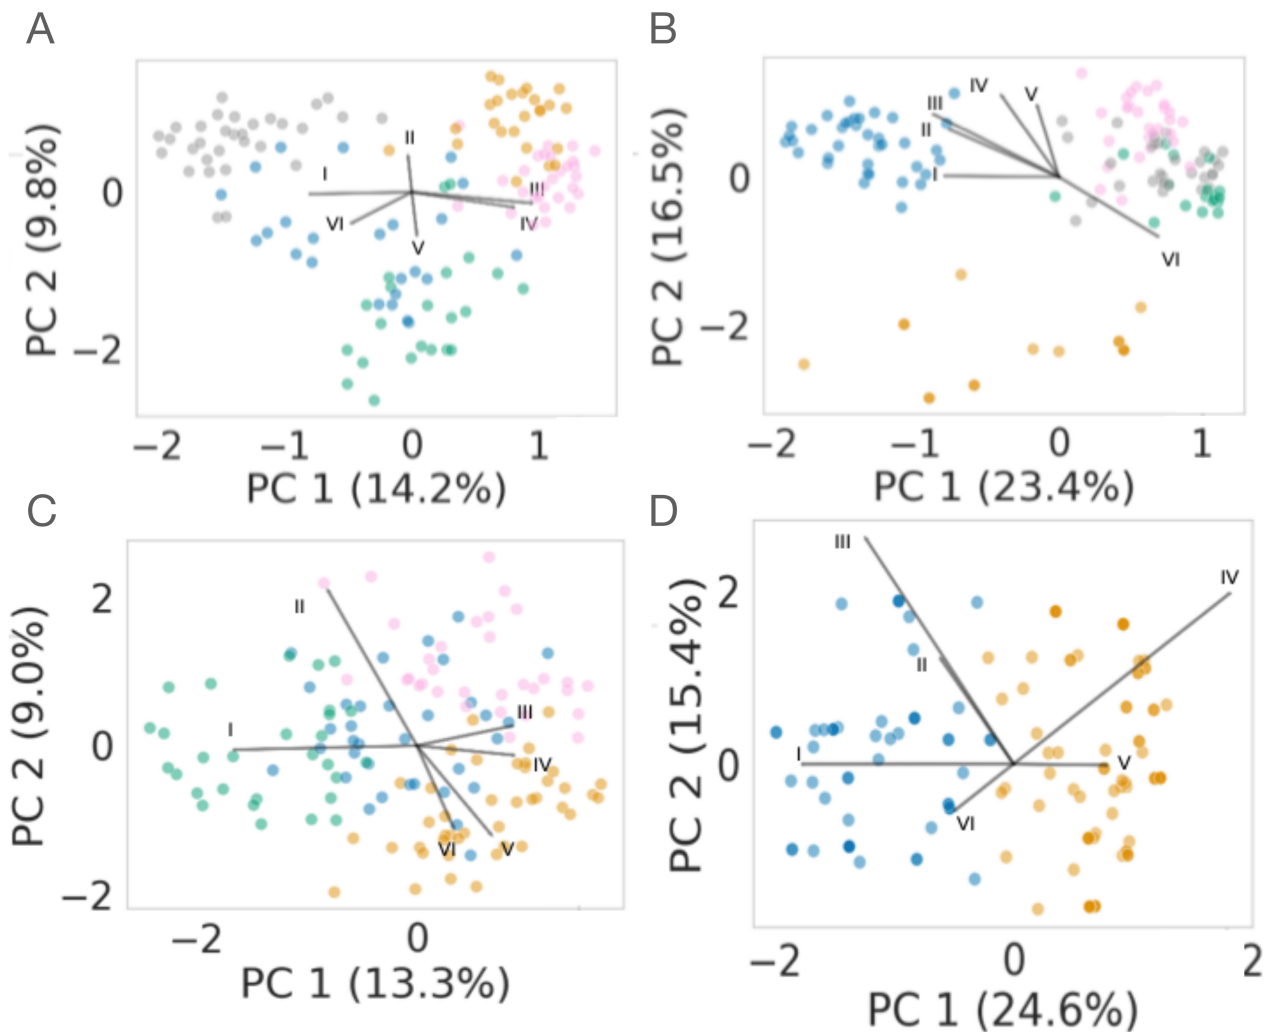 A
PC 2 (9.8%)
0
−2
I
II
III
IV
V
VI
−2
−1
0
1
PC 1 (14.2%)
B
PC 2 (16.5%)
0
−2
I
II
III
IV
V
VI
−2
−1
0
1
PC 1 (23.4%)
C
PC 2 (9.0%)
2
0
−2
I
II
III
IV
V
VI
−2
0
PC 1 (13.3%)
D
PC 2 (15.4%)
2
0
I
II
III
IV
V
VI
−2
0
2
PC 1 (24.6%)